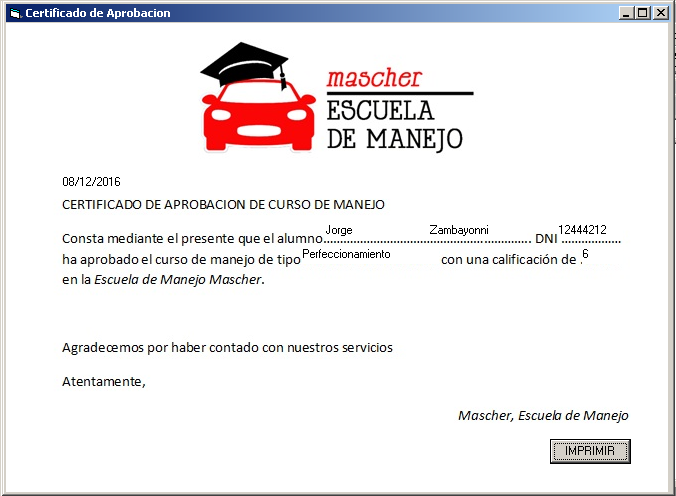 Certificado de Aprobacion
mascher
ESCUELA
DE MANEJO
08/12/2016
CERTIFICADO DE APROBACION DE CURSO DE MANEJO
Consta mediante el presente que el alumno Jorge Zambayonni DNI 12444212
ha aprobado el curso de manejo de tipo Perfeccionamiento con una calificación de 6
en la Escuela de Manejo Mascher.
Agradecemos por haber contado con nuestros servicios
Atentamente,
Mascher, Escuela de Manejo
IMPRIMIR